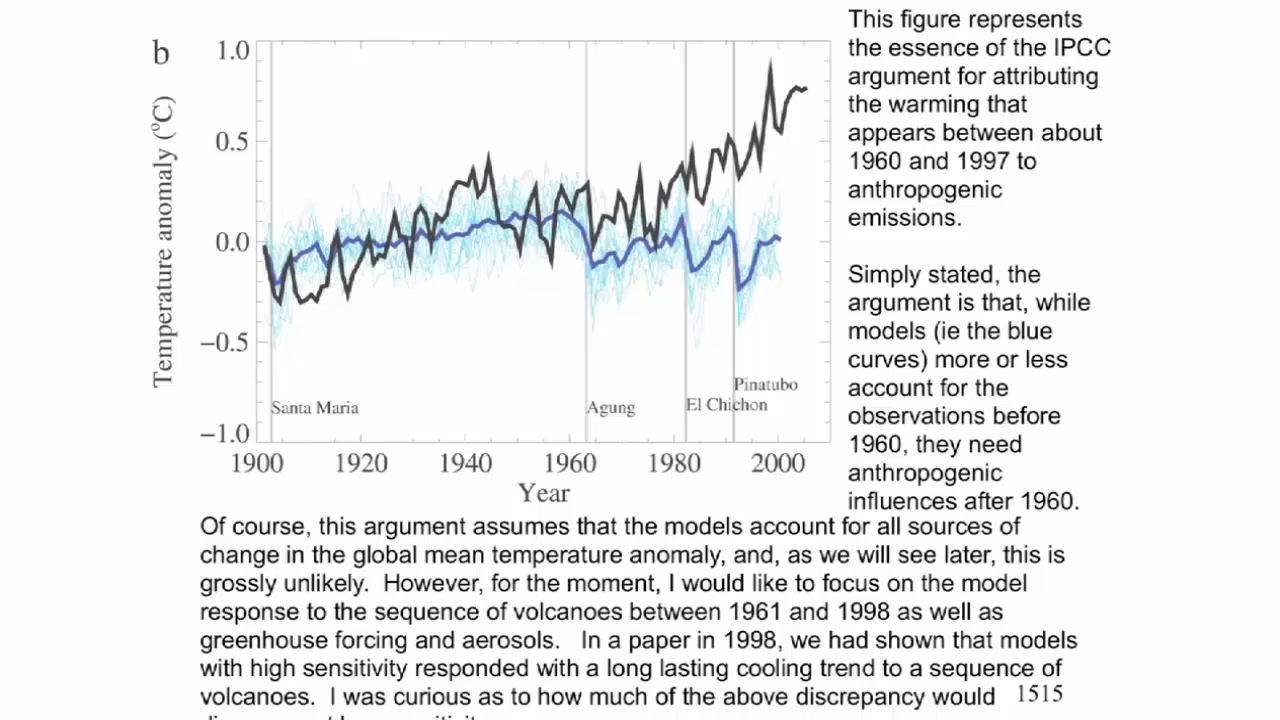 b
Temperature anomaly (°C)
1.0
0.5
0.0
−0.5
−1.0
Santa Maria
Agung
El Chichon
Pinatubo
1900 1920 1940 1960 1980 2000
Year
This figure represents
the essence of the IPCC
argument for attributing
the warming that
appears between about
1960 and 1997 to
anthropogenic
emissions.
Simply stated, the
argument is that, while
models (ie the blue
curves) more or less
account for the
observations before
1960, they need
anthropogenic
influences after 1960.
Of course, this argument assumes that the models account for all sources of
change in the global mean temperature anomaly, and, as we will see later, this is
grossly unlikely. However, for the moment, I would like to focus on the model
response to the sequence of volcanoes between 1961 and 1998 as well as
greenhouse forcing and aerosols. In a paper in 1998, we had shown that models
with high sensitivity responded with a long lasting cooling trend to a sequence of
volcanoes. I was curious as to how much of the above discrepancy would
1515